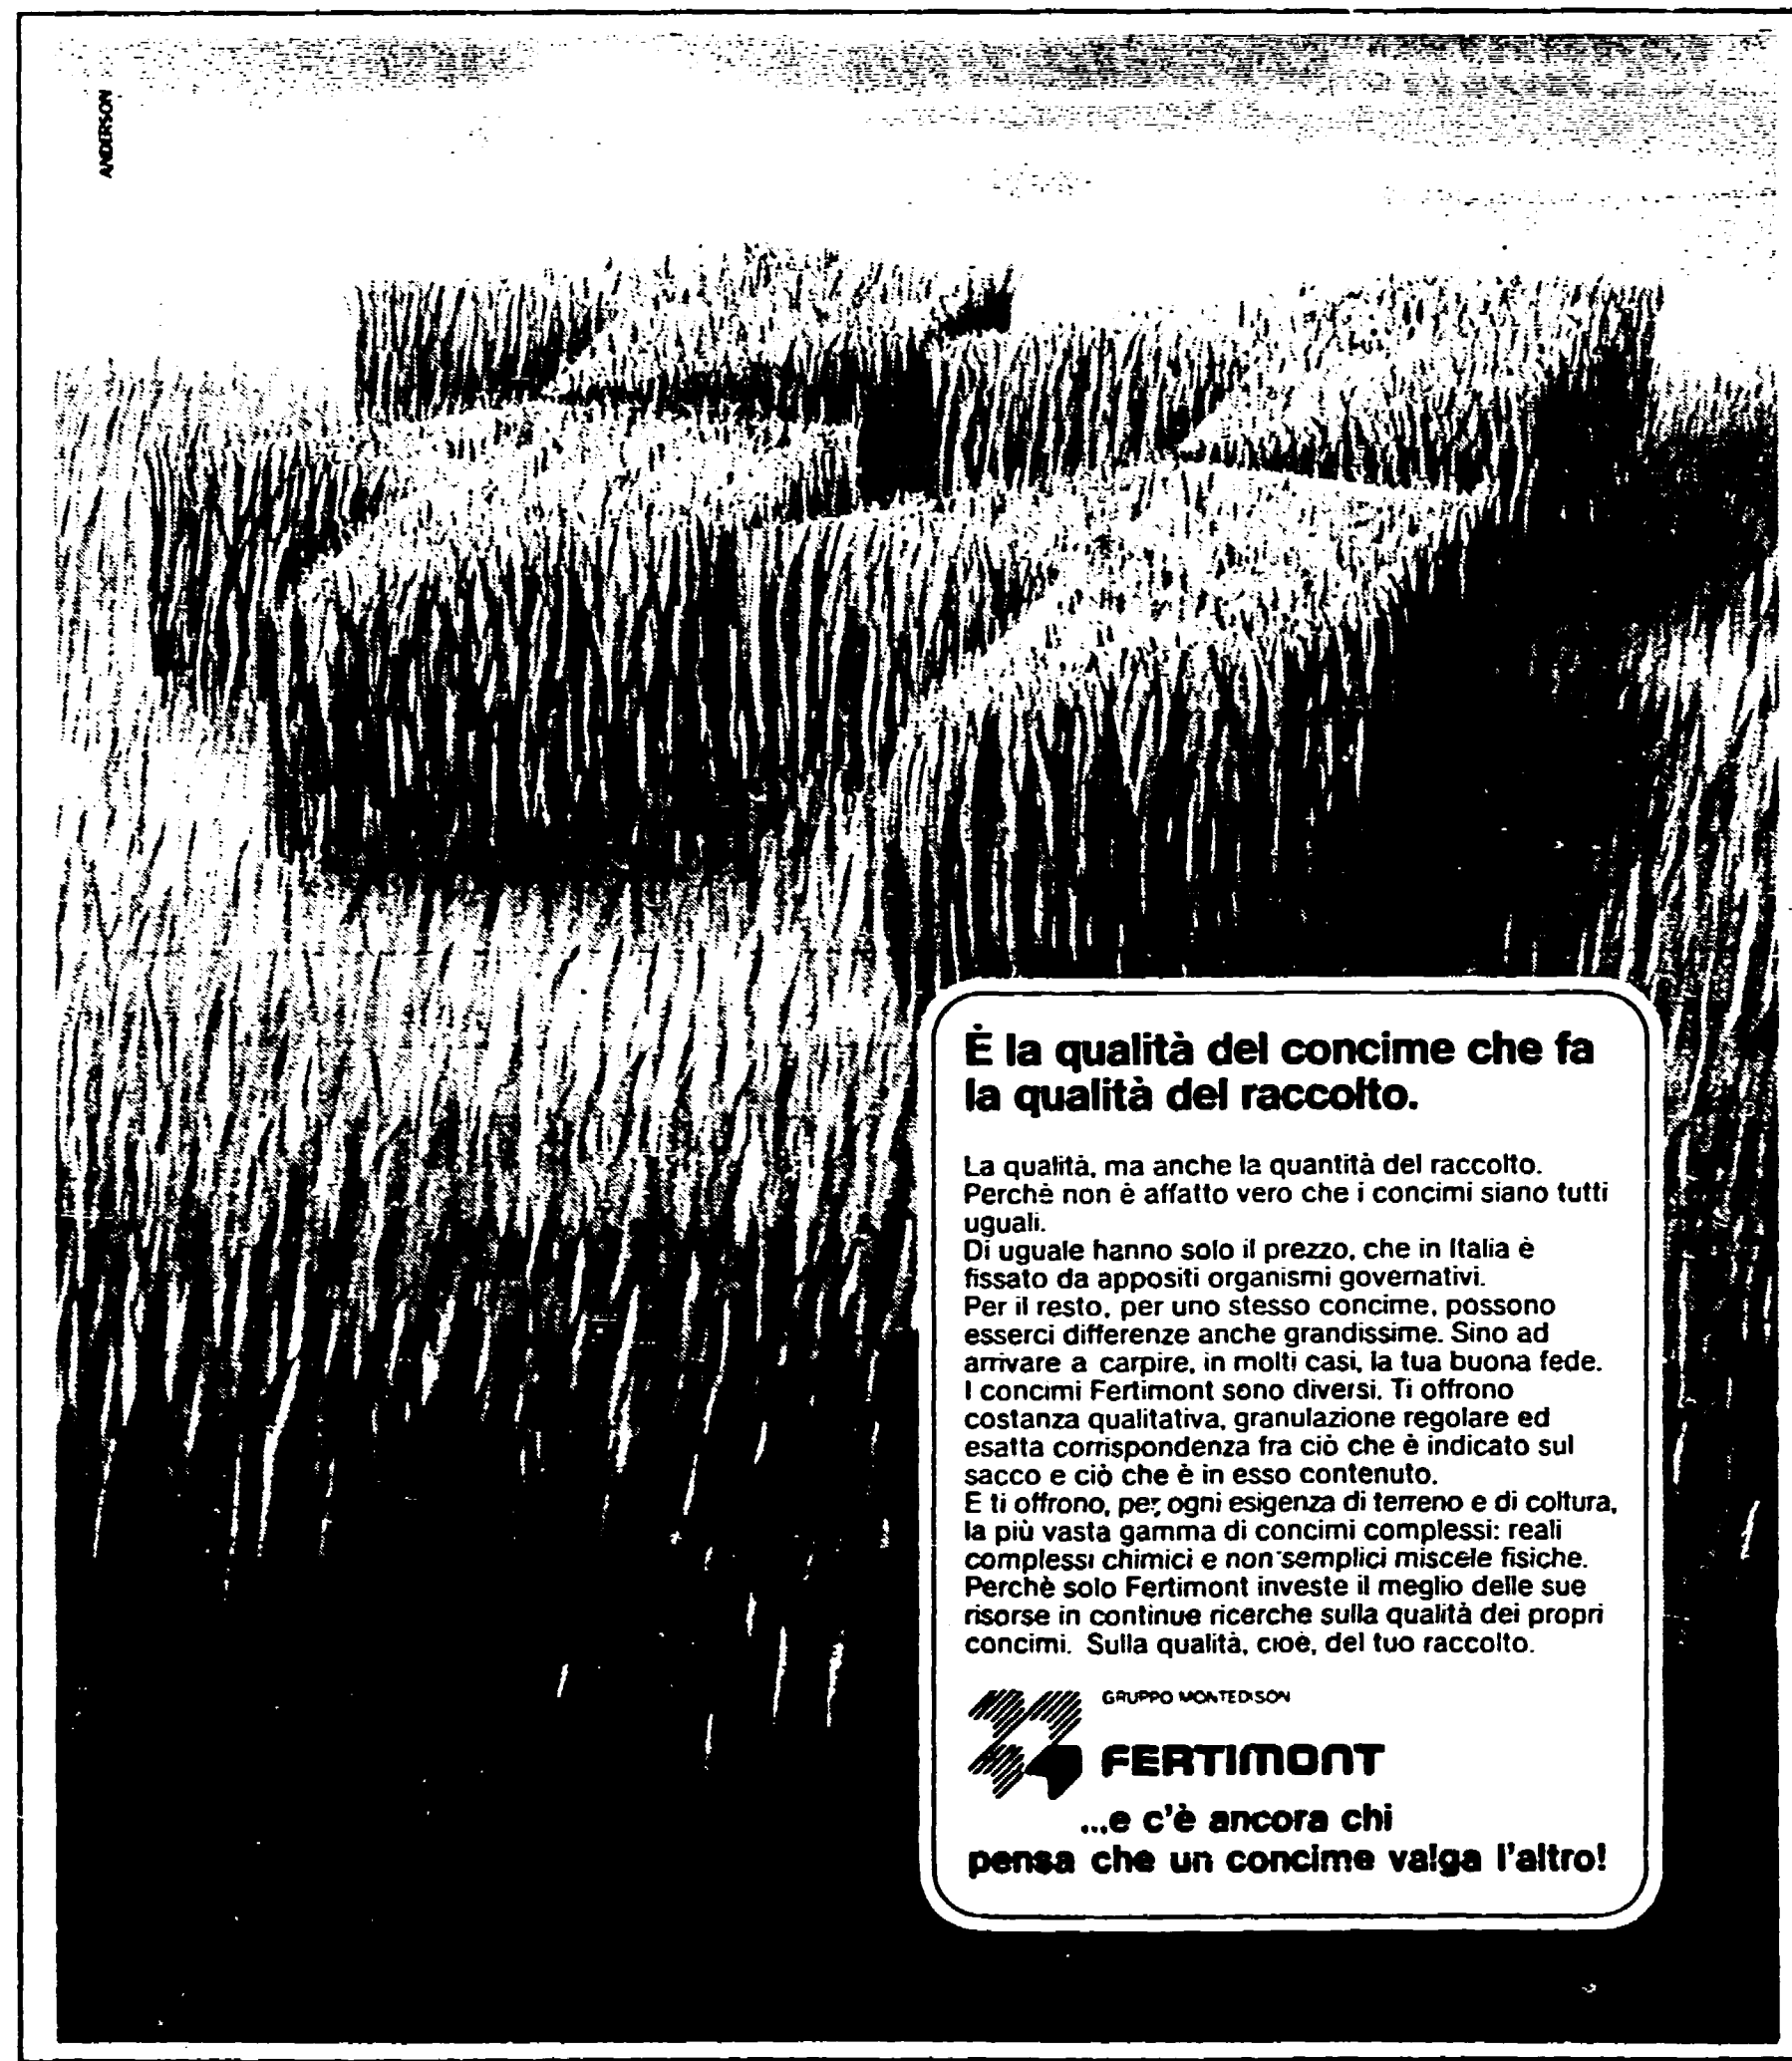 ANDERSON
È la qualità del concime che fa
la qualità del raccolto.
La qualità, ma anche la quantità del raccolto.
Perchè non è affatto vero che i concimi siano tutti
uguali.
Di uguale hanno solo il prezzo, che in Italia è
fissato da appositi organismi governativi.
Per il resto, per uno stesso concime, possono
esserci differenze anche grandissime. Sino ad
arrivare a carpire, in molti casi, la tua buona fede.
I concimi Fertimont sono diversi. Ti offrono
costanza qualitativa, granulazione regolare ed
esatta corrispondenza fra ciò che è indicato sul
sacco e ciò che è in esso contenuto.
E ti offrono, per ogni esigenza di terreno e di coltura,
la più vasta gamma di concimi complessi: reali
complessi chimici e non semplici miscele fisiche.
Perchè solo Fertimont investe il meglio delle sue
risorse in continue ricerche sulla qualità dei propri
concimi. Sulla qualità, cioè, del tuo raccolto.
GRUPPO MONTEDISON
FERTIMONT
...e c'è ancora chi
pensa che un concime valga l'altro!